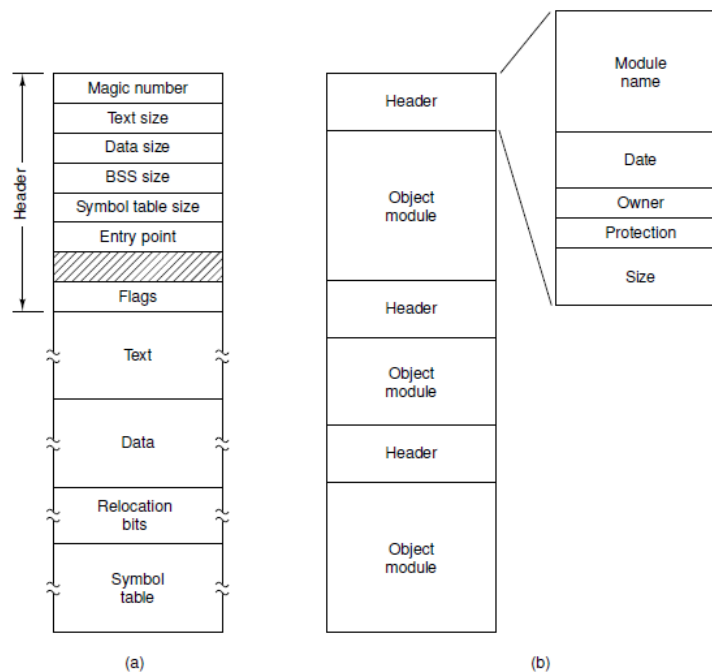 Header
Magic number
Text size
Data size
BSS size
Symbol table size
Entry point
Flags
Text
Data
Relocation
bits
Symbol
table
(a)
Header
Object
module
Header
Object
module
Header
Object
module
Module
name
Date
Owner
Protection
Size
(b)